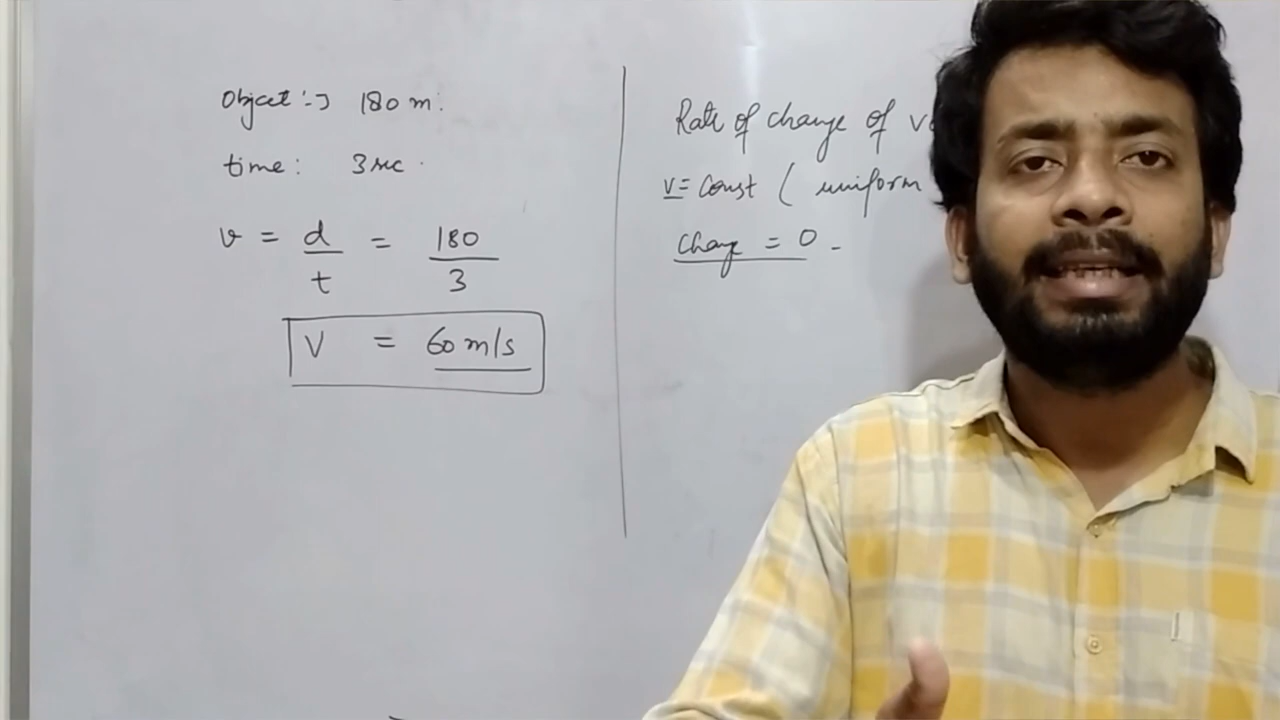 Object :-> 180 m.
time: 3 sec.
v = d/t = 180/3
V = 60 m/s
Rate of change of
v = Const ( uniform
change = 0 -